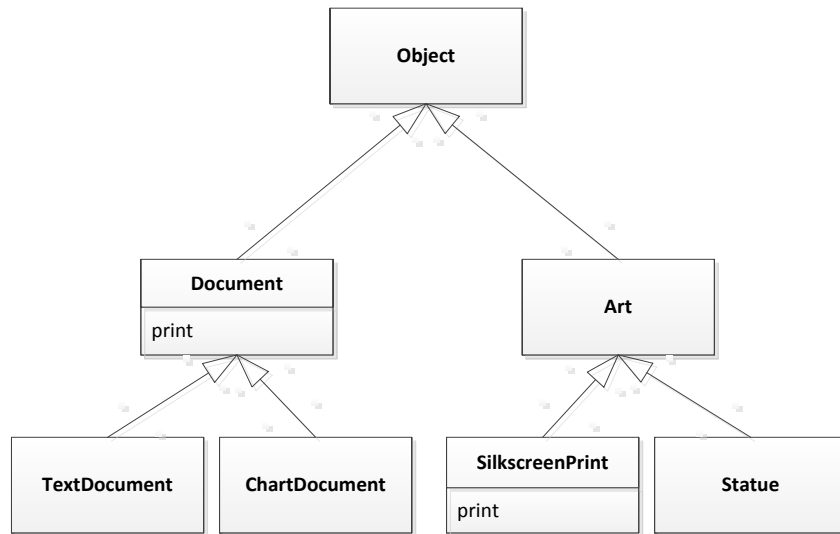 Object
Document
print
Art
TextDocument
ChartDocument
SilkscreenPrint
print
Statue